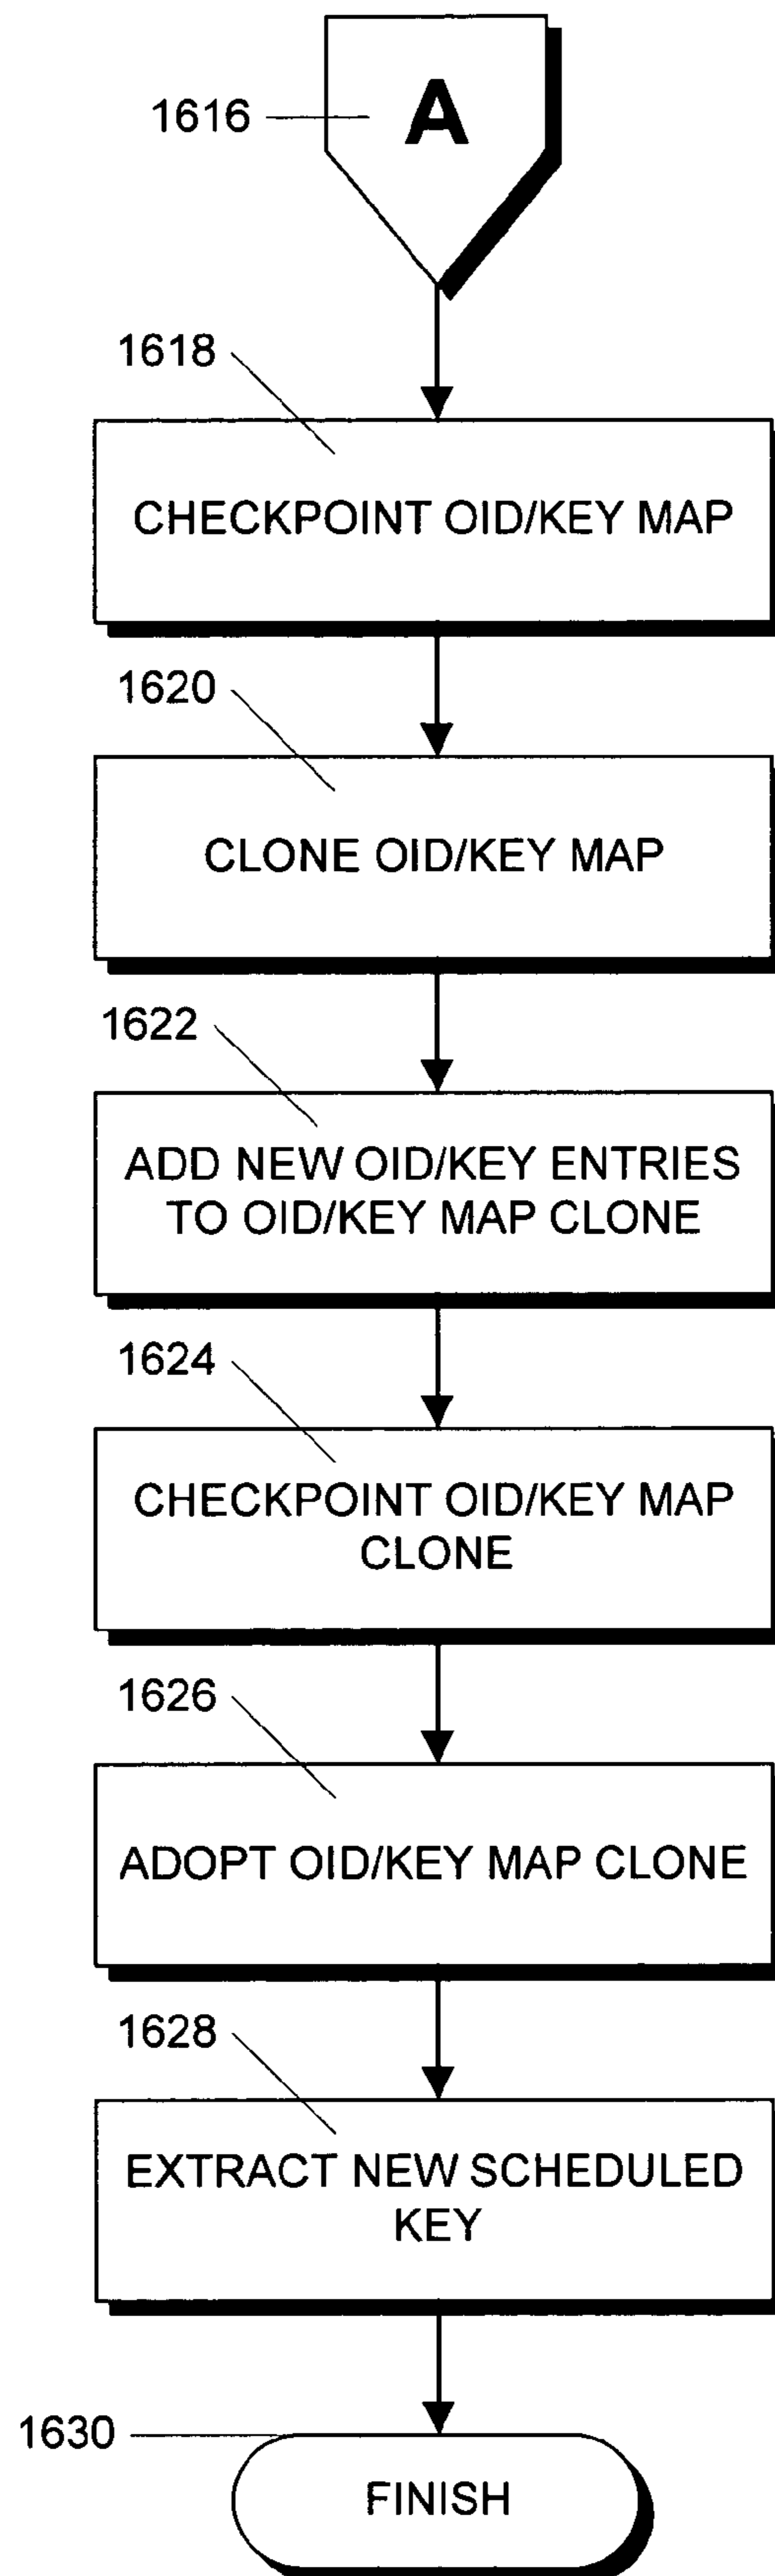 1616
A
1618
CHECKPOINT OID/KEY MAP
1620
CLONE OID/KEY MAP
1622
ADD NEW OID/KEY ENTRIES
TO OID/KEY MAP CLONE
1624
CHECKPOINT OID/KEY MAP
CLONE
1626
ADOPT OID/KEY MAP CLONE
1628
EXTRACT NEW SCHEDULED
KEY
1630
FINISH